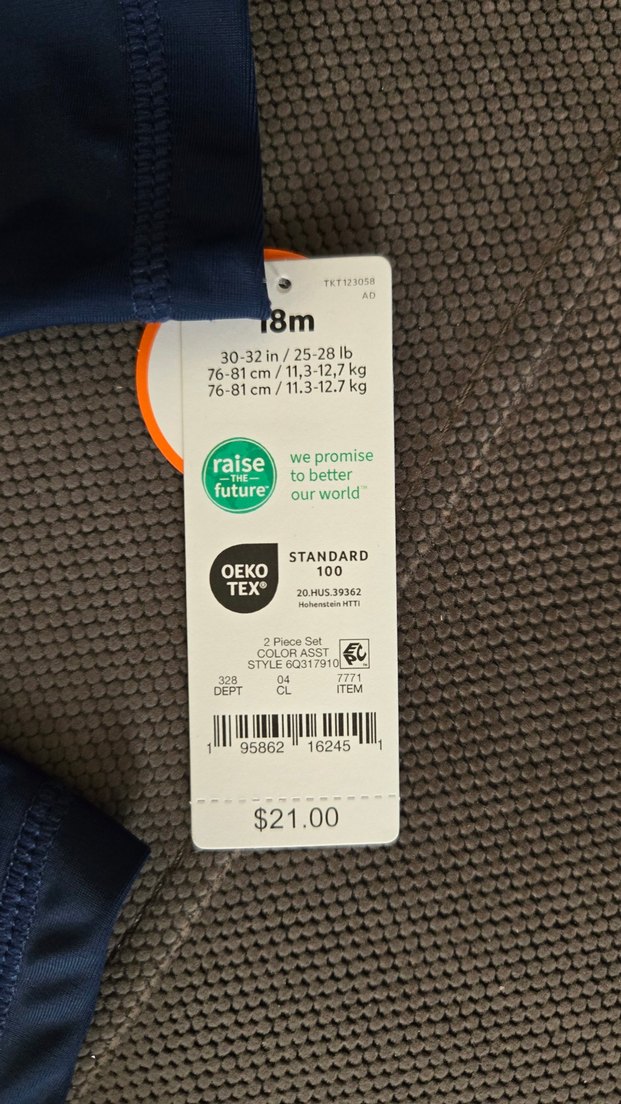 TKT123058
AD
18m
30-32 in / 25-28 lb
76-81 cm / 11,3-12,7 kg
76-81 cm / 11.3-12.7 kg
raise
THE
future™
we promise
to better
our world™
OEKO
TEX®
STANDARD
100
20.HUS.39362
Hohenstein HTTI
2 Piece Set
COLOR ASST
STYLE 6Q317910
EPC
328 04 7771
DEPT CL ITEM
1 95862 16245 1
$21.00